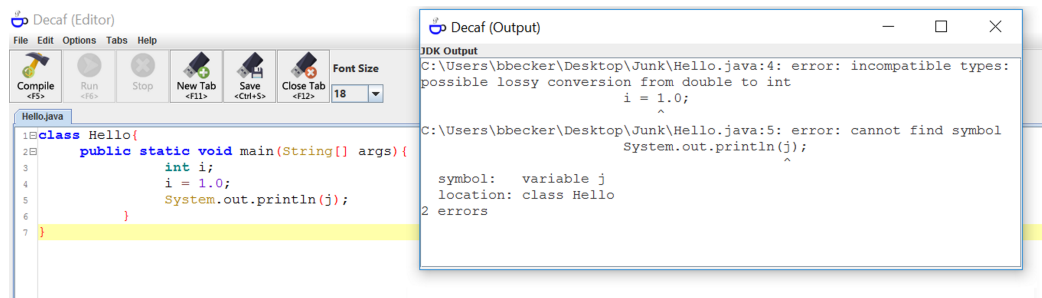 Decaf (Editor)
File Edit Options Tabs Help
Compile
<F5>
Run
<F6>
Stop
New Tab
<F11>
Save
<Ctrl+S>
Close Tab
<F12>
Font Size
18
Hello.java
1 class Hello{
2 public static void main(String[] args){
3 int i;
4 i = 1.0;
5 System.out.println(j);
6 }
7 }
Decaf (Output)
JDK Output
C:\Users\bbecker\Desktop\Junk\Hello.java:4: error: incompatible types:
possible lossy conversion from double to int
i = 1.0;
^
C:\Users\bbecker\Desktop\Junk\Hello.java:5: error: cannot find symbol
System.out.println(j);
^
symbol: variable j
location: class Hello
2 errors